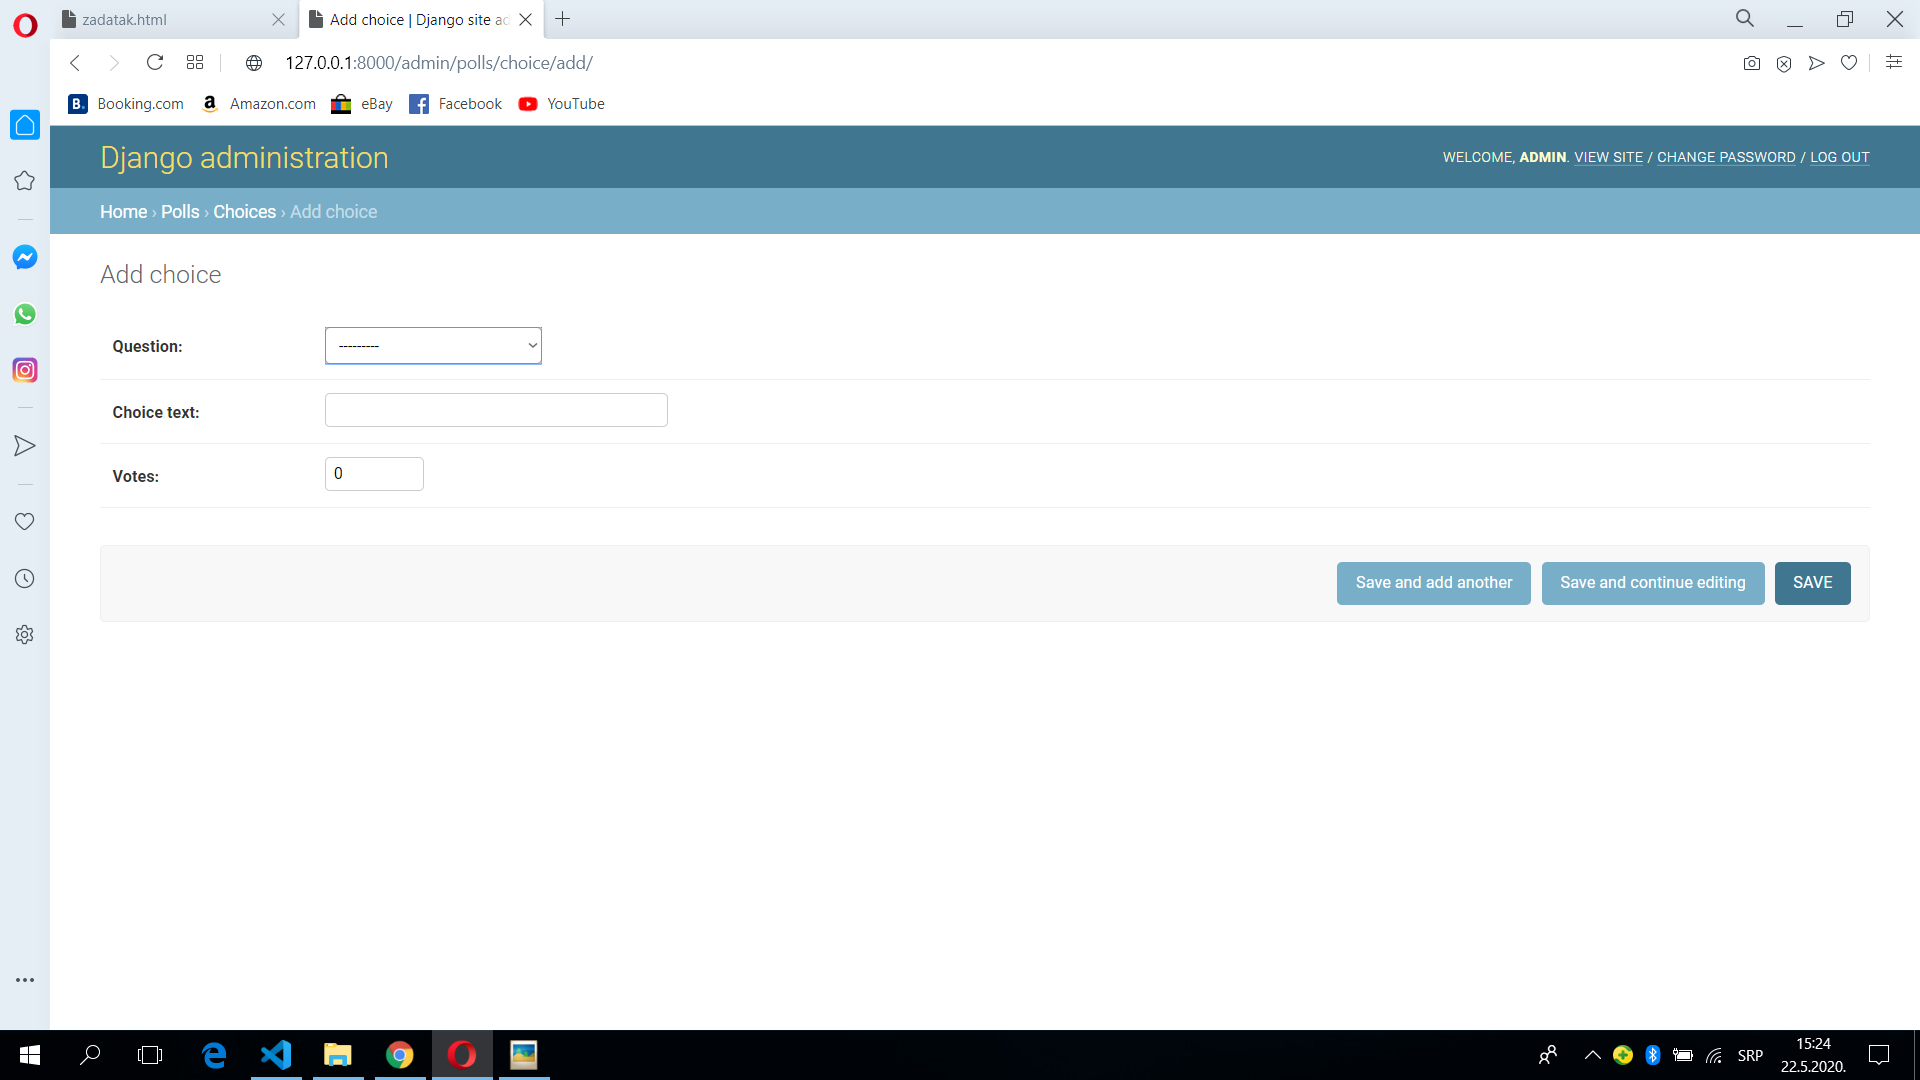 zadatak.html
Add choice | Django site ad
127.0.0.1:8000/admin/polls/choice/add/
Booking.com
Amazon.com
eBay
Facebook
YouTube
Django administration
WELCOME, ADMIN. VIEW SITE / CHANGE PASSWORD / LOG OUT
Home › Polls › Choices › Add choice
Add choice
Question:
---------
Choice text:
Votes:
0
Save and add another
Save and continue editing
SAVE
SRP
15:24
22.5.2020.